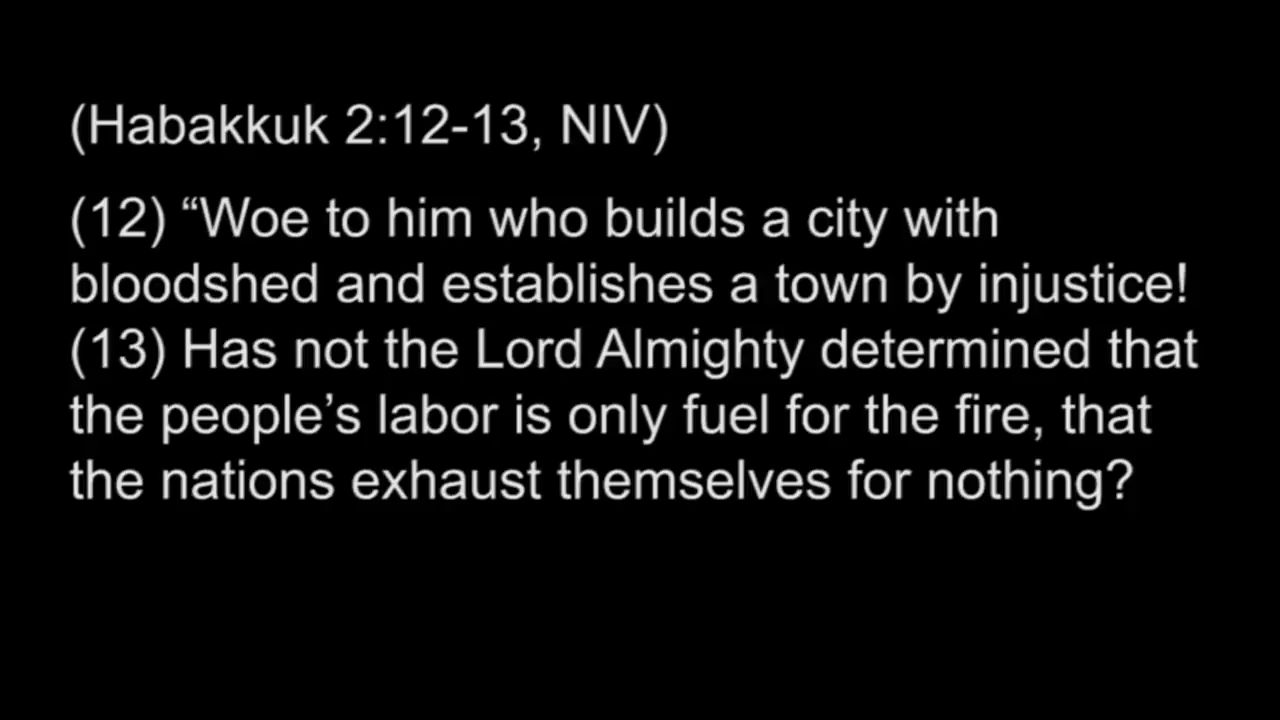 (Habakkuk 2:12-13, NIV)
(12) “Woe to him who builds a city with
bloodshed and establishes a town by injustice!
(13) Has not the Lord Almighty determined that
the people’s labor is only fuel for the fire, that
the nations exhaust themselves for nothing?